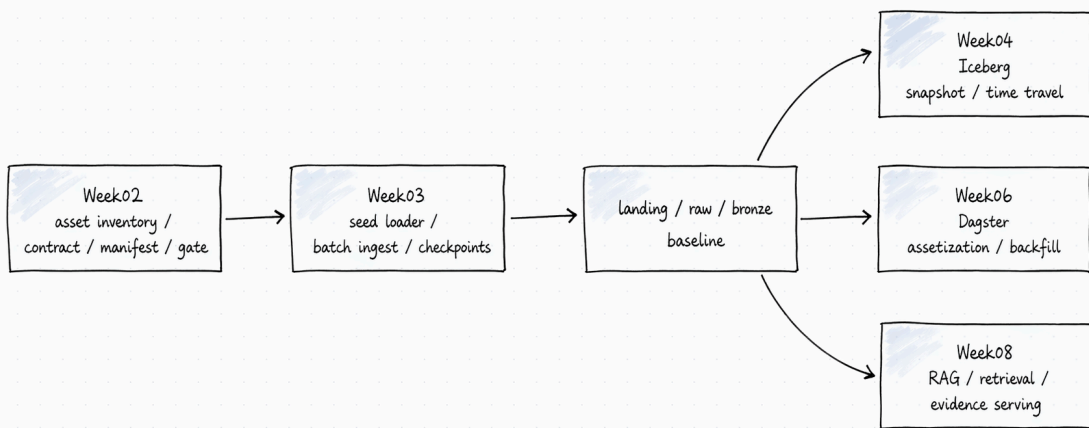 Week02
asset inventory /
contract / manifest / gate
Week03
seed loader /
batch ingest / checkpoints
landing / raw / bronze
baseline
Week04
Iceberg
snapshot / time travel
Week06
Dagster
assetization / backfill
Week08
RAG / retrieval /
evidence serving